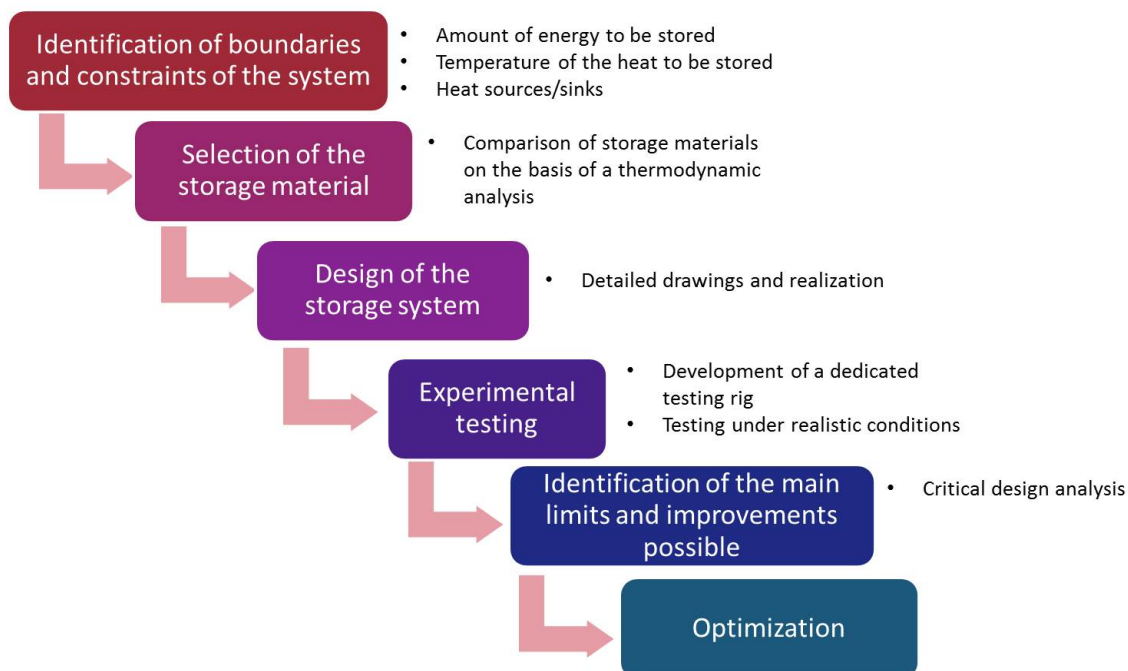 Identification of boundaries
and constraints of the system
• Amount of energy to be stored
• Temperature of the heat to be stored
• Heat sources/sinks
Selection of the
storage material
• Comparison of storage materials
on the basis of a thermodynamic
analysis
Design of the
storage system
• Detailed drawings and realization
Experimental
testing
• Development of a dedicated
testing rig
• Testing under realistic conditions
Identification of the main
limits and improvements
possible
• Critical design analysis
Optimization